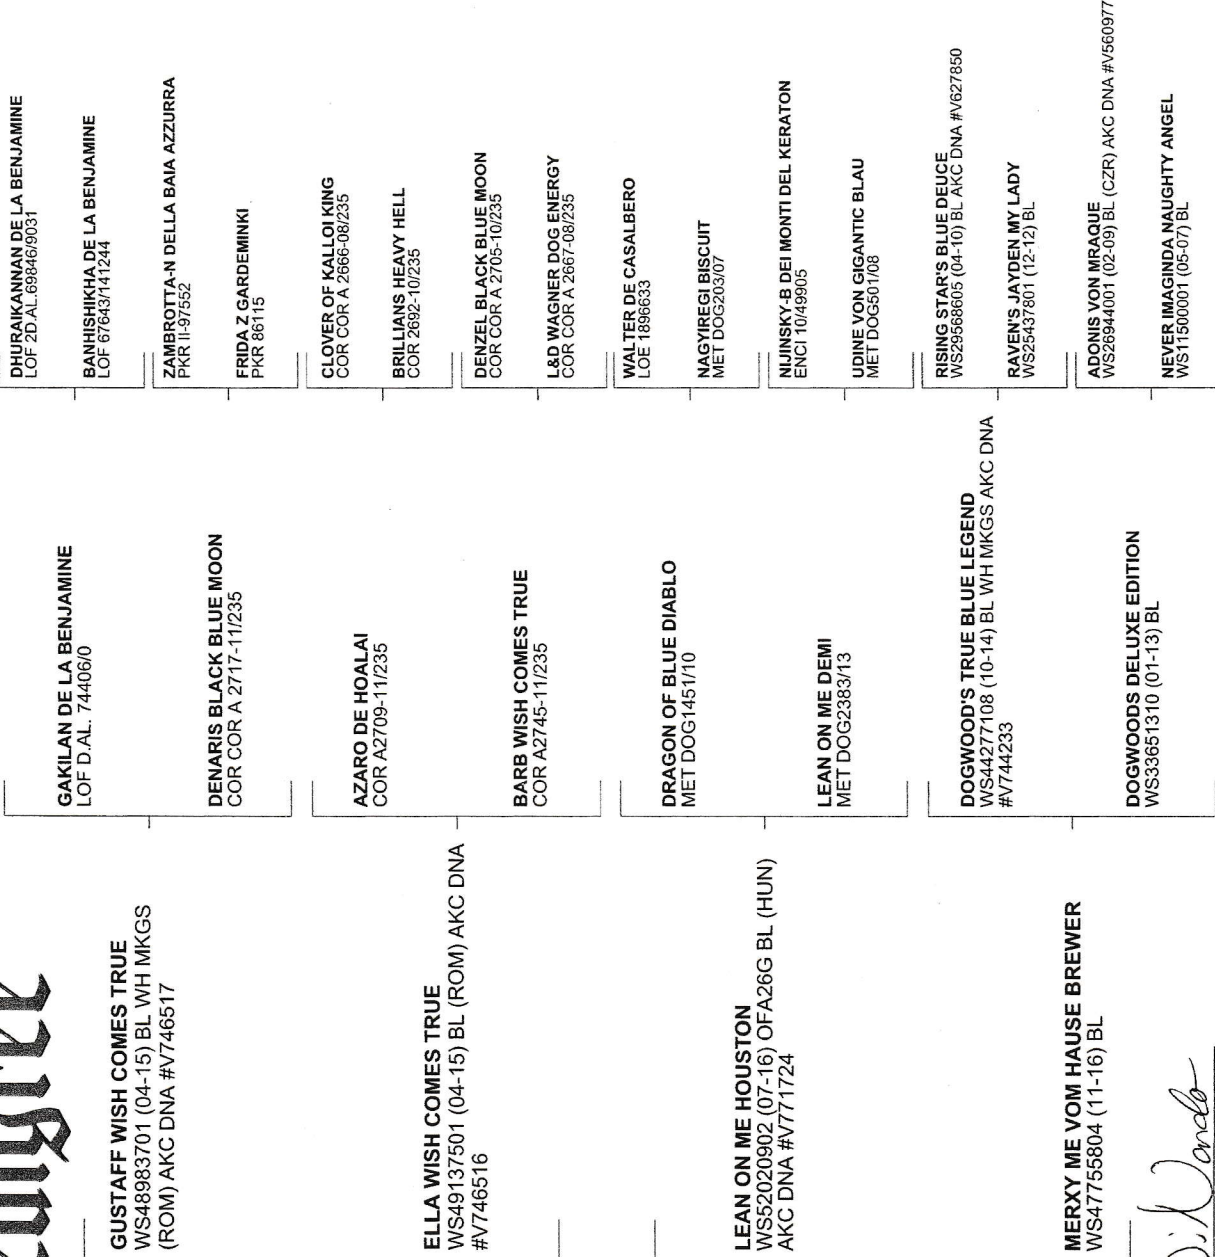 GUSTAFF WISH COMES TRUE
WS48983701 (04-15) BL WH MKGS
(ROM) AKC DNA #V746517
ELLA WISH COMES TRUE
WS49137501 (04-15) BL (ROM) AKC DNA
#V746516
LEAN ON ME HOUSTON
WS52020902 (07-16) OFA26G BL (HUN)
AKC DNA #V771724
MERXY ME VOM HAUSE BREWER
WS47755804 (11-16) BL
GAKILAN DE LA BENJAMINE
LOF D.AL. 74406/0
DENARIS BLACK BLUE MOON
COR COR A 2717-11/235
AZARO DE HOALAI
COR A2709-11/235
BARB WISH COMES TRUE
COR A2745-11/235
DRAGON OF BLUE DIABLO
MET DOG1451/10
LEAN ON ME DEMI
MET DOG2383/13
DOGWOOD'S TRUE BLUE LEGEND
WS44277108 (10-14) BL WH MKGS AKC DNA
#V744233
DOGWOODS DELUXE EDITION
WS33651310 (01-13) BL
DHURAIKANNAN DE LA BENJAMINE
LOF 2D.AL.69846/9031
BANHISHIKHA DE LA BENJAMINE
LOF 67643/141244
ZAMBROTTA-N DELLA BAIA AZZURRA
PKR II-97552
FRIDA Z GARDEMINKI
PKR 86115
CLOVER OF KALLOI KING
COR COR A 2666-08/235
BRILLIANS HEAVY HELL
COR 2692-10/235
DENZEL BLACK BLUE MOON
COR COR A 2705-10/235
L&D WAGNER DOG ENERGY
COR COR A 2667-08/235
WALTER DE CASALBERO
LOE 1896633
NAGYIREGI BISCUIT
MET DOG203/07
NIJINSKY-B DEI MONTI DEL KERATON
ENCI 10/49905
UDINE VON GIGANTIC BLAU
MET DOG501/08
RISING STAR'S BLUE DEUCE
WS29568605 (04-10) BL AKC DNA #V627850
RAVEN'S JAYDEN MY LADY
WS25437801 (12-12) BL
ADONIS VON MRAQUE
WS26944001 (02-09) BL (CZR) AKC DNA #V560977
NEVER IMAGINDA NAUGHTY ANGEL
WS11500001 (05-07) BL